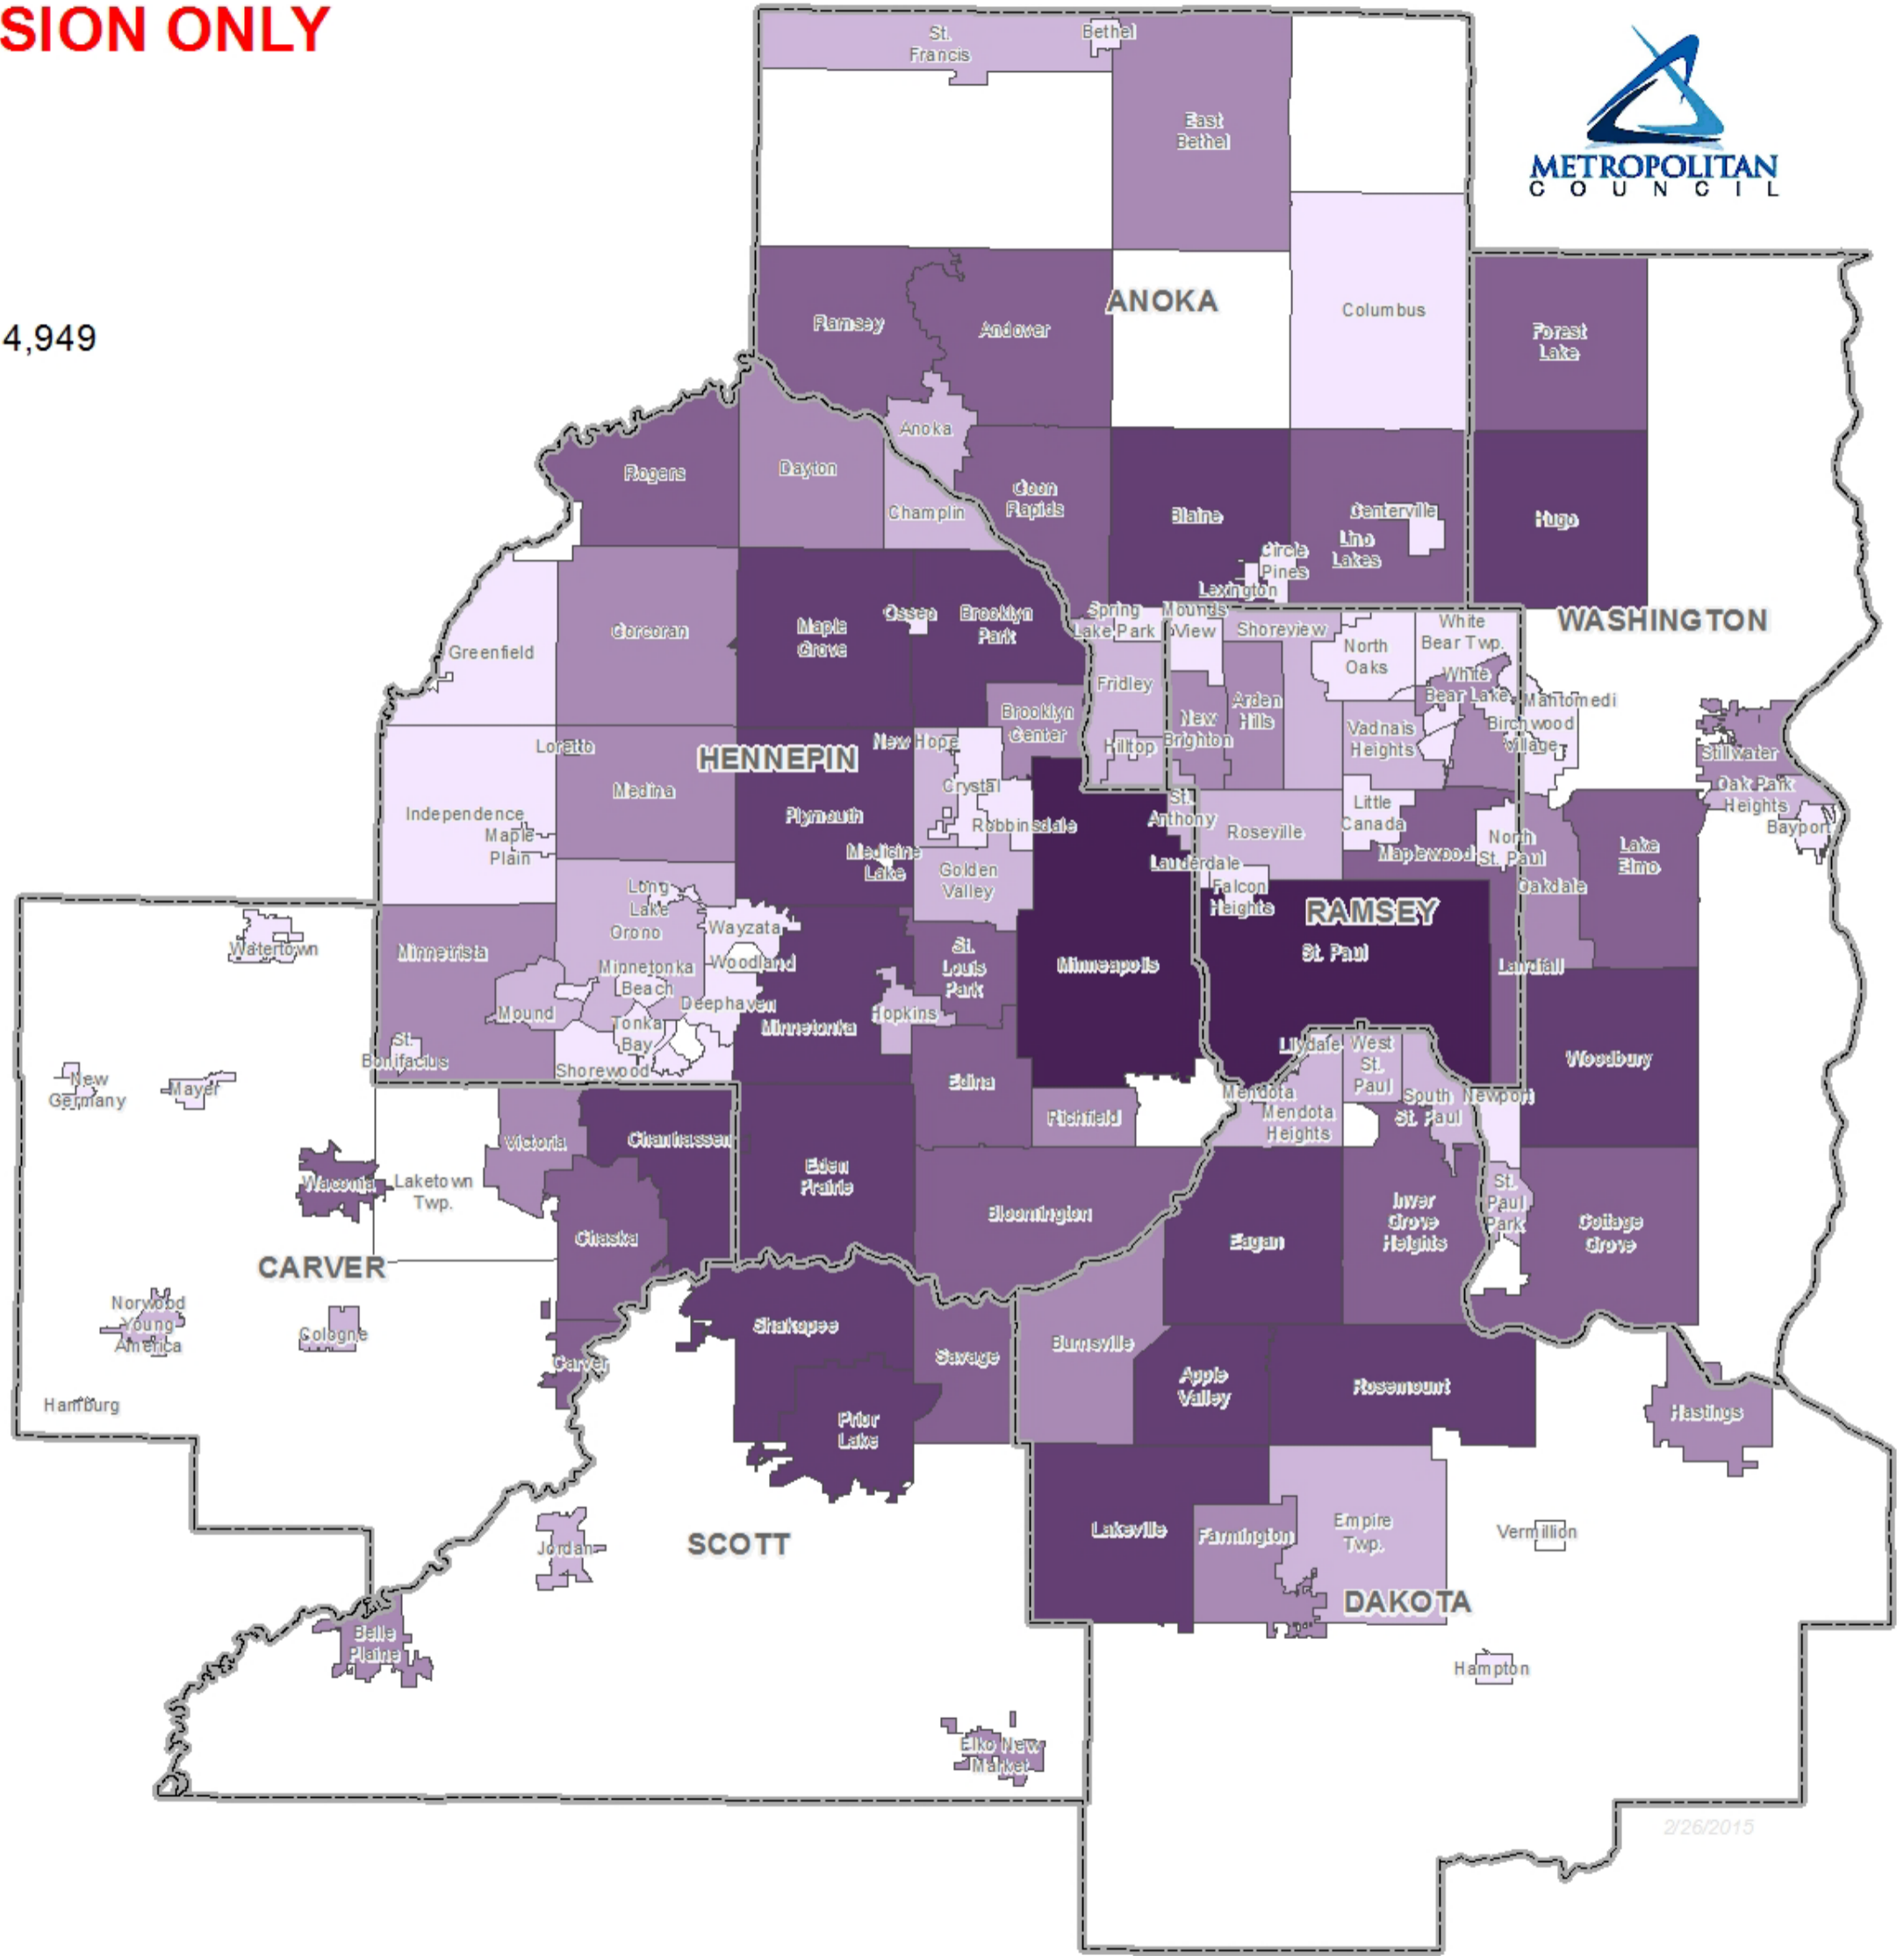 SION ONLY
4,949
METROPOLITAN
COUNCIL
St.
Francis
Bethel
East
Bethel
ANOKA
Ramsey
Andover
Columbus
Forest
Lake
Anoka
Rogers
Dayton
Champlin
Coon
Rapids
Blaine
Centerville
Lino
Lakes
Hugo
Circle
Pines
Lexington
WASHINGTON
Greenfield
Corcoran
Maple
Grove
Osseo
Brooklyn
Park
Spring
Lake Park
Mounds
View
Shoreview
North
Oaks
White
Bear Twp.
White
Bear Lake
Mahtomedi
Birchwood
Village
Fridley
Hilltop
New
Brighton
Arden
Hills
Vadnais
Heights
Brooklyn
Center
New Hope
HENNEPIN
Loretto
Medina
Independence
Maple
Plain
Plymouth
Crystal
Robbinsdale
Medicine
Lake
Golden
Valley
St.
Anthony
Roseville
Little
Canada
Lauderdale
Maplewood
North
St. Paul
Falcon
Heights
Oakdale
Lake
Elmo
Stillwater
Oak Park
Heights
Bayport
RAMSEY
St. Paul
Landfall
Minneapolis
Long
Lake
Orono
Wayzata
Woodland
Minnetrista
Minnetonka
Beach
Deephaven
Mound
Tonka
Bay
Minnetonka
St.
Louis
Park
Hopkins
St.
Bonifacius
Shorewood
Edina
Watertown
New
Germany
Mayer
Waconia
Laketown
Twp.
Victoria
Chanhassen
Eden
Prairie
Richfield
Lilydale
West
St.
Paul
Mendota
Mendota
Heights
South
St. Paul
Newport
Woodbury
Bloomington
Eagan
Inver
Grove
Heights
St.
Paul
Park
Cottage
Grove
CARVER
Chaska
Norwood
Young
America
Cologne
Hamburg
Carver
Shakopee
Savage
Prior
Lake
Burnsville
Apple
Valley
Rosemount
Hastings
Jordan
SCOTT
Lakeville
Farmington
Empire
Twp.
Vermillion
DAKOTA
Hampton
Belle
Plaine
Elko New
Market
2/26/2015